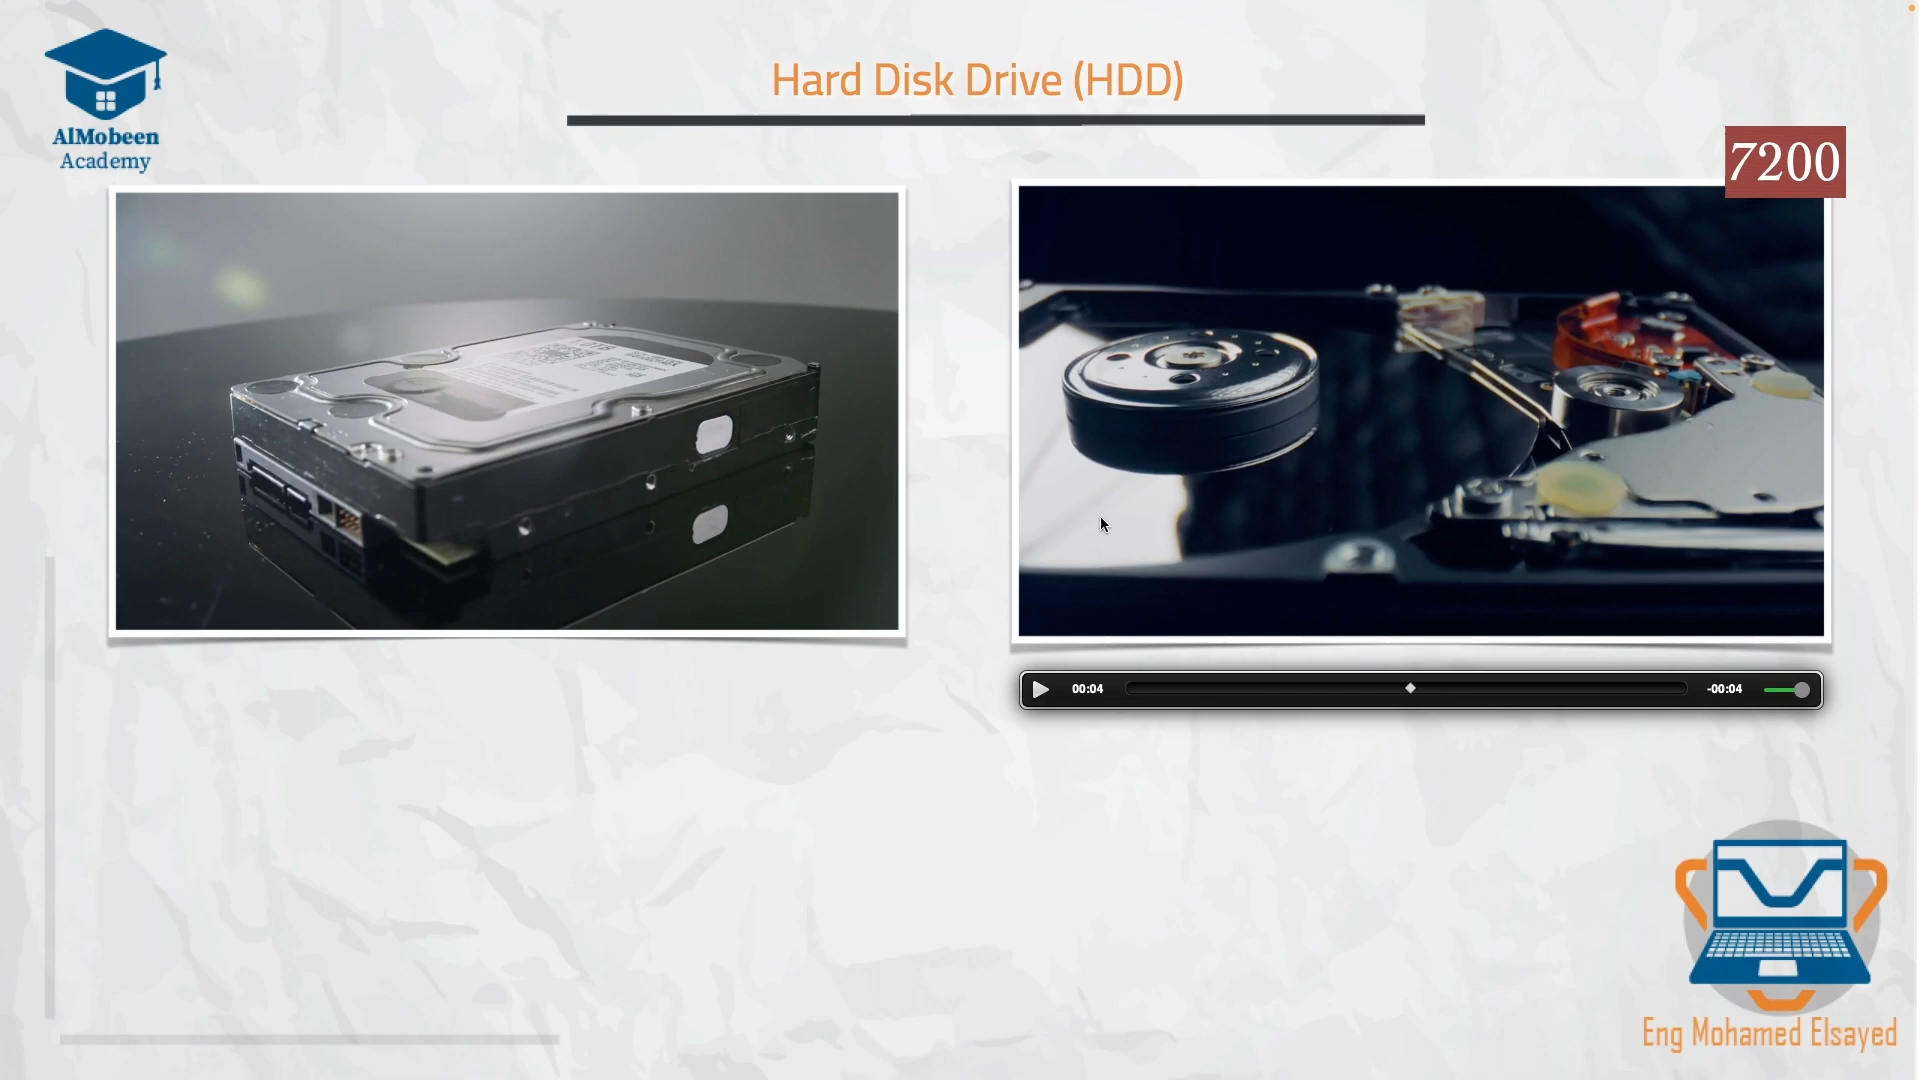 Hard Disk Drive (HDD)
AlMobeen
Academy
7200
00:04
-00:04
Eng Mohamed Elsayed